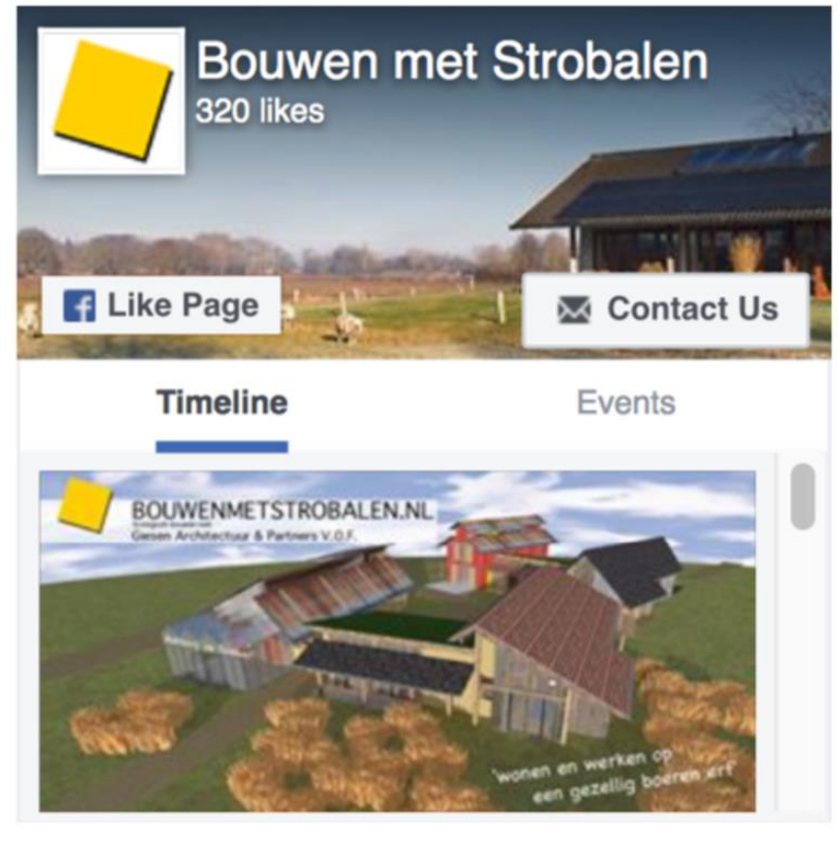 Bouwen met Strobalen
320 likes
Like Page
Contact Us
Timeline
Events
BOUWENMETSTROBALEN.NL
Giesen Architectuur & Partners V.O.F.
'wonen en werken op
een gezellig boeren erf'